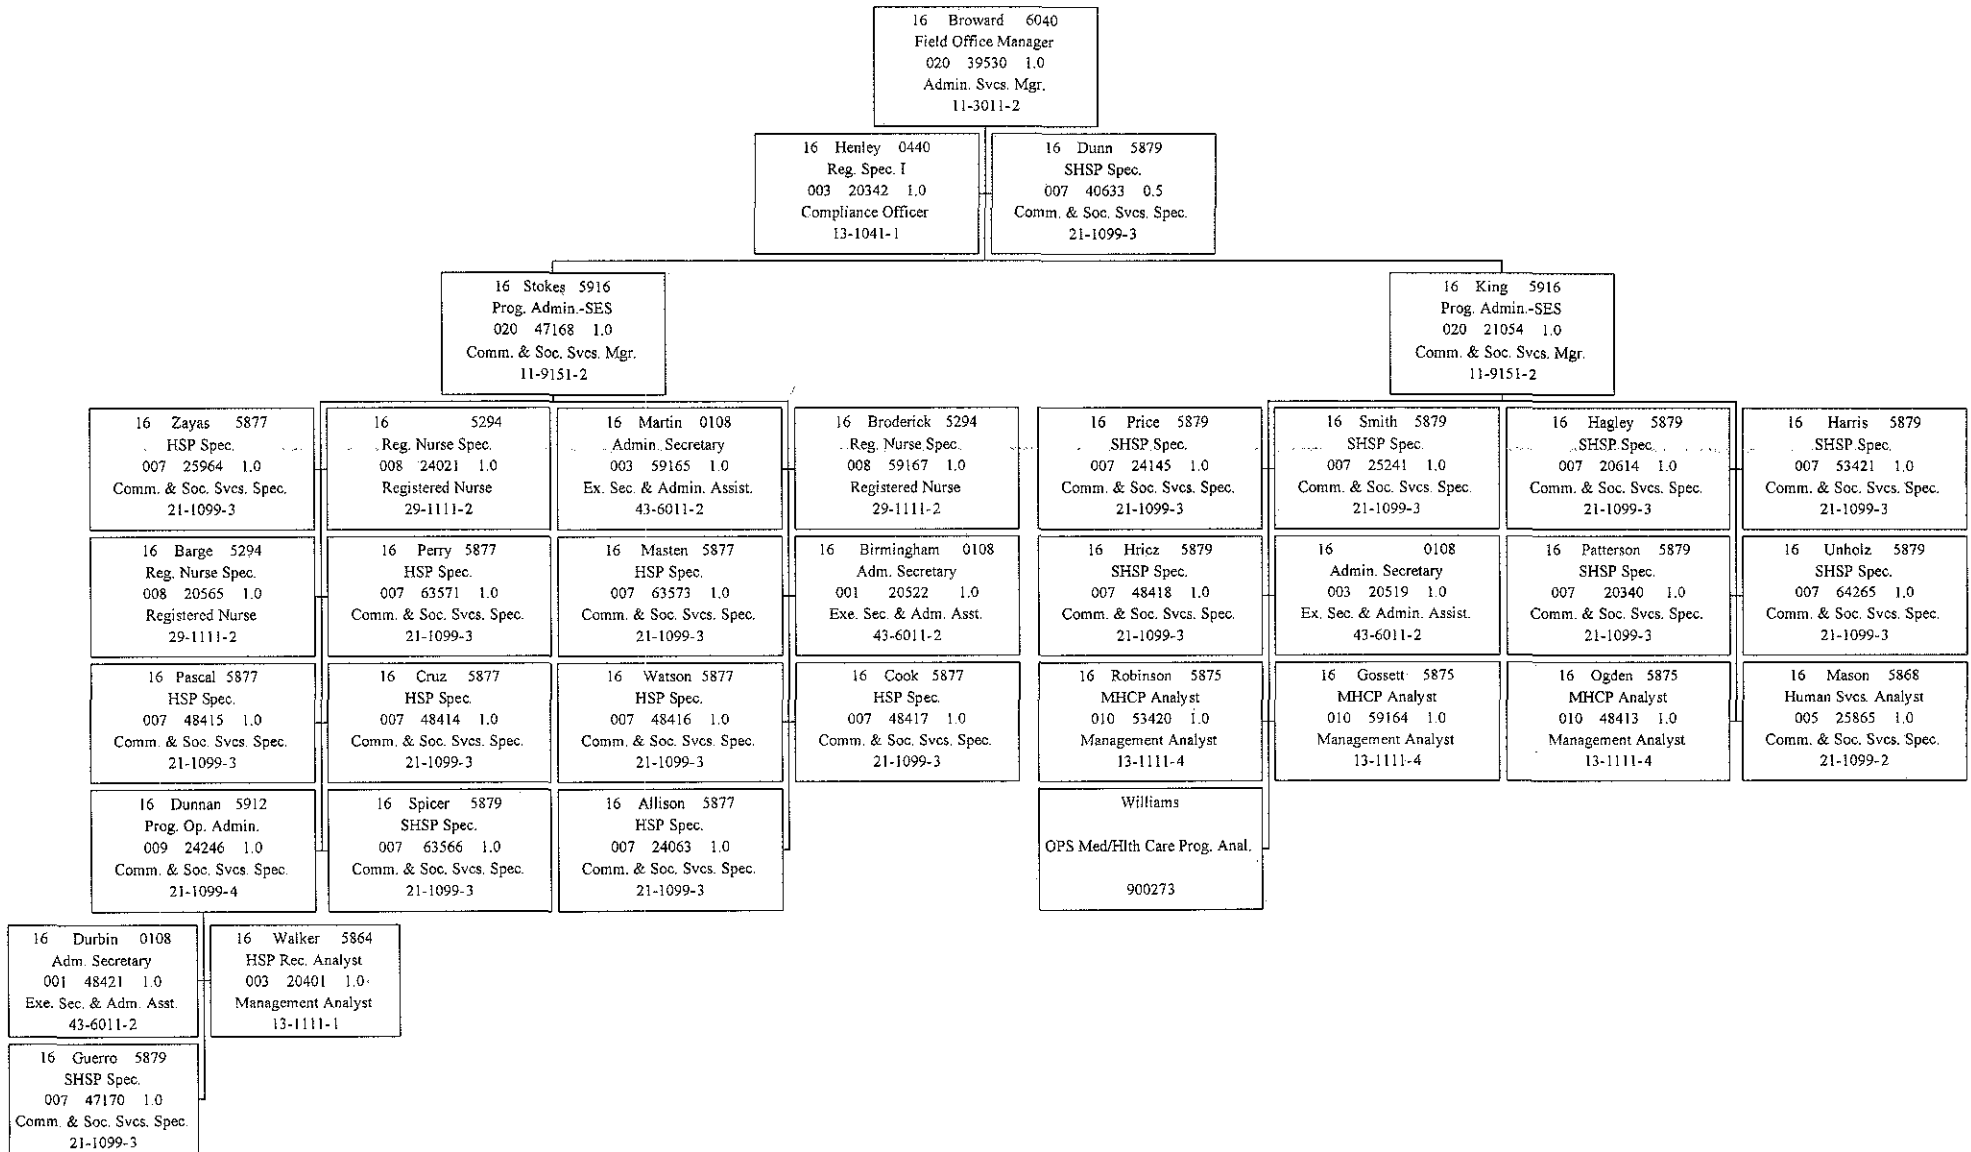 16 Broward 6040
Field Office Manager
020 39530 1.0
Admin. Svcs. Mgr.
11-3011-2
16 Henley 0440
Reg. Spec. I
003 20342 1.0
Compliance Officer
13-1041-1
16 Dunn 5879
SHSP Spec.
007 40633 0.5
Comm. & Soc. Svcs. Spec.
21-1099-3
16 Stokes 5916
Prog. Admin.-SES
020 47168 1.0
Comm. & Soc. Svcs. Mgr.
11-9151-2
16 King 5916
Prog. Admin.-SES
020 21054 1.0
Comm. & Soc. Svcs. Mgr.
11-9151-2
16 Zayas 5877
HSP Spec.
007 25964 1.0
Comm. & Soc. Svcs. Spec.
21-1099-3
16 5294
Reg. Nurse Spec.
008 24021 1.0
Registered Nurse
29-1111-2
16 Martin 0108
Admin. Secretary
003 59165 1.0
Ex. Sec. & Admin. Assist.
43-6011-2
16 Broderick 5294
Reg. Nurse Spec.
008 59167 1.0
Registered Nurse
29-1111-2
16 Price 5879
SHSP Spec.
007 24145 1.0
Comm. & Soc. Svcs. Spec.
21-1099-3
16 Smith 5879
SHSP Spec.
007 25241 1.0
Comm. & Soc. Svcs. Spec.
21-1099-3
16 Hagley 5879
SHSP Spec.
007 20614 1.0
Comm. & Soc. Svcs. Spec.
21-1099-3
16 Harris 5879
SHSP Spec.
007 53421 1.0
Comm. & Soc. Svcs. Spec.
21-1099-3
16 Barge 5294
Reg. Nurse Spec.
008 20565 1.0
Registered Nurse
29-1111-2
16 Perry 5877
HSP Spec.
007 63571 1.0
Comm. & Soc. Svcs. Spec.
21-1099-3
16 Masten 5877
HSP Spec.
007 63573 1.0
Comm. & Soc. Svcs. Spec.
21-1099-3
16 Birmingham 0108
Adm. Secretary
001 20522 1.0
Exe. Sec. & Adm. Asst.
43-6011-2
16 Hricz 5879
SHSP Spec.
007 48418 1.0
Comm. & Soc. Svcs. Spec.
21-1099-3
16 0108
Admin. Secretary
003 20519 1.0
Ex. Sec. & Admin. Assist.
43-6011-2
16 Patterson 5879
SHSP Spec.
007 20340 1.0
Comm. & Soc. Svcs. Spec.
21-1099-3
16 Unholz 5879
SHSP Spec.
007 64265 1.0
Comm. & Soc. Svcs. Spec.
21-1099-3
16 Pascal 5877
HSP Spec.
007 48415 1.0
Comm. & Soc. Svcs. Spec.
21-1099-3
16 Cruz 5877
HSP Spec.
007 48414 1.0
Comm. & Soc. Svcs. Spec.
21-1099-3
16 Watson 5877
HSP Spec.
007 48416 1.0
Comm. & Soc. Svcs. Spec.
21-1099-3
16 Cook 5877
HSP Spec.
007 48417 1.0
Comm. & Soc. Svcs. Spec.
21-1099-3
16 Robinson 5875
MHCP Analyst
010 53420 1.0
Management Analyst
13-1111-4
16 Gossett 5875
MHCP Analyst
010 59164 1.0
Management Analyst
13-1111-4
16 Ogden 5875
MHCP Analyst
010 48413 1.0
Management Analyst
13-1111-4
16 Mason 5868
Human Svcs. Analyst
005 25865 1.0
Comm. & Soc. Svcs. Spec.
21-1099-2
16 Dunnan 5912
Prog. Op. Admin.
009 24246 1.0
Comm. & Soc. Svcs. Spec.
21-1099-4
16 Spicer 5879
SHSP Spec.
007 63566 1.0
Comm. & Soc. Svcs. Spec.
21-1099-3
16 Allison 5877
HSP Spec.
007 24063 1.0
Comm. & Soc. Svcs. Spec.
21-1099-3
Williams
OPS Med/Hlth Care Prog. Anal.
900273
16 Durbin 0108
Adm. Secretary
001 48421 1.0
Exe. Sec. & Adm. Asst.
43-6011-2
16 Walker 5864
HSP Rec. Analyst
003 20401 1.0
Management Analyst
13-1111-1
16 Guerro 5879
SHSP Spec.
007 47170 1.0
Comm. & Soc. Svcs. Spec.
21-1099-3